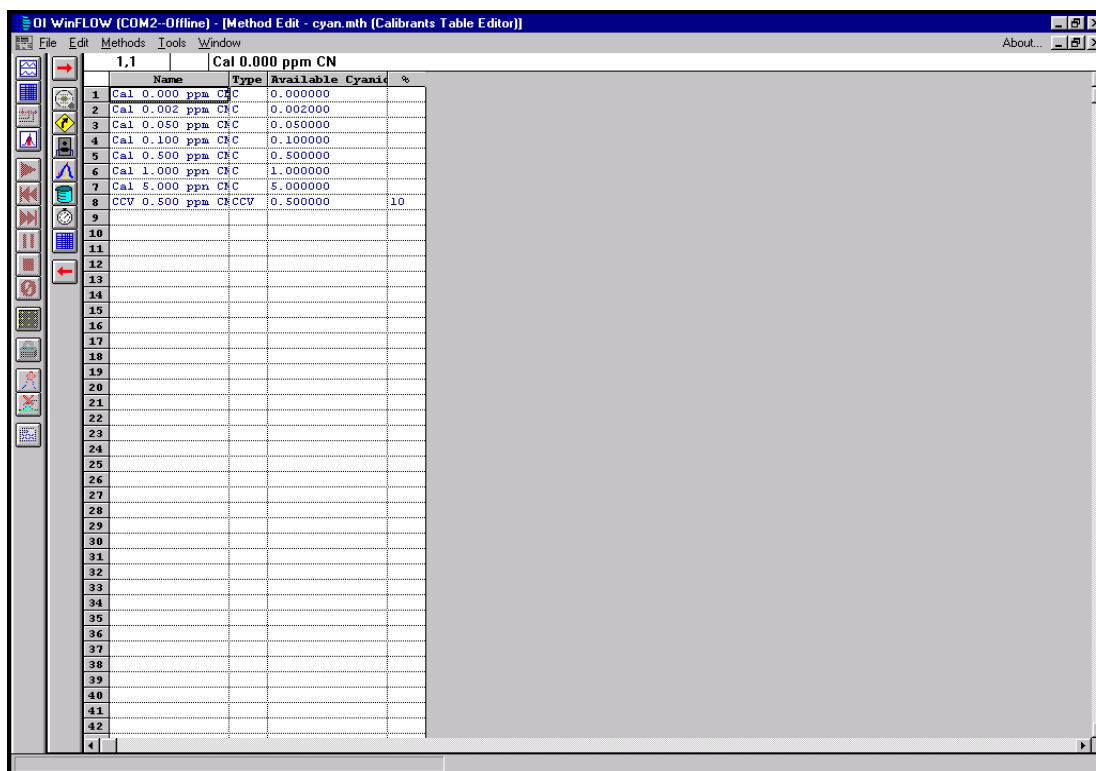 OI WinFLOW (COM2--Offline) - [Method Edit - cyan.mth (Calibrants Table Editor)]
File Edit Methods Tools Window About...
1,1 Cal 0.000 ppm CN
Name Type Available Cyanid %
1 Cal 0.000 ppm CN C 0.000000
2 Cal 0.002 ppm CN C 0.002000
3 Cal 0.050 ppm CN C 0.050000
4 Cal 0.100 ppm CN C 0.100000
5 Cal 0.500 ppm CN C 0.500000
6 Cal 1.000 ppm CN C 1.000000
7 Cal 5.000 ppm CN C 5.000000
8 CCV 0.500 ppm CN CCV 0.500000 10
9
10
11
12
13
14
15
16
17
18
19
20
21
22
23
24
25
26
27
28
29
30
31
32
33
34
35
36
37
38
39
40
41
42